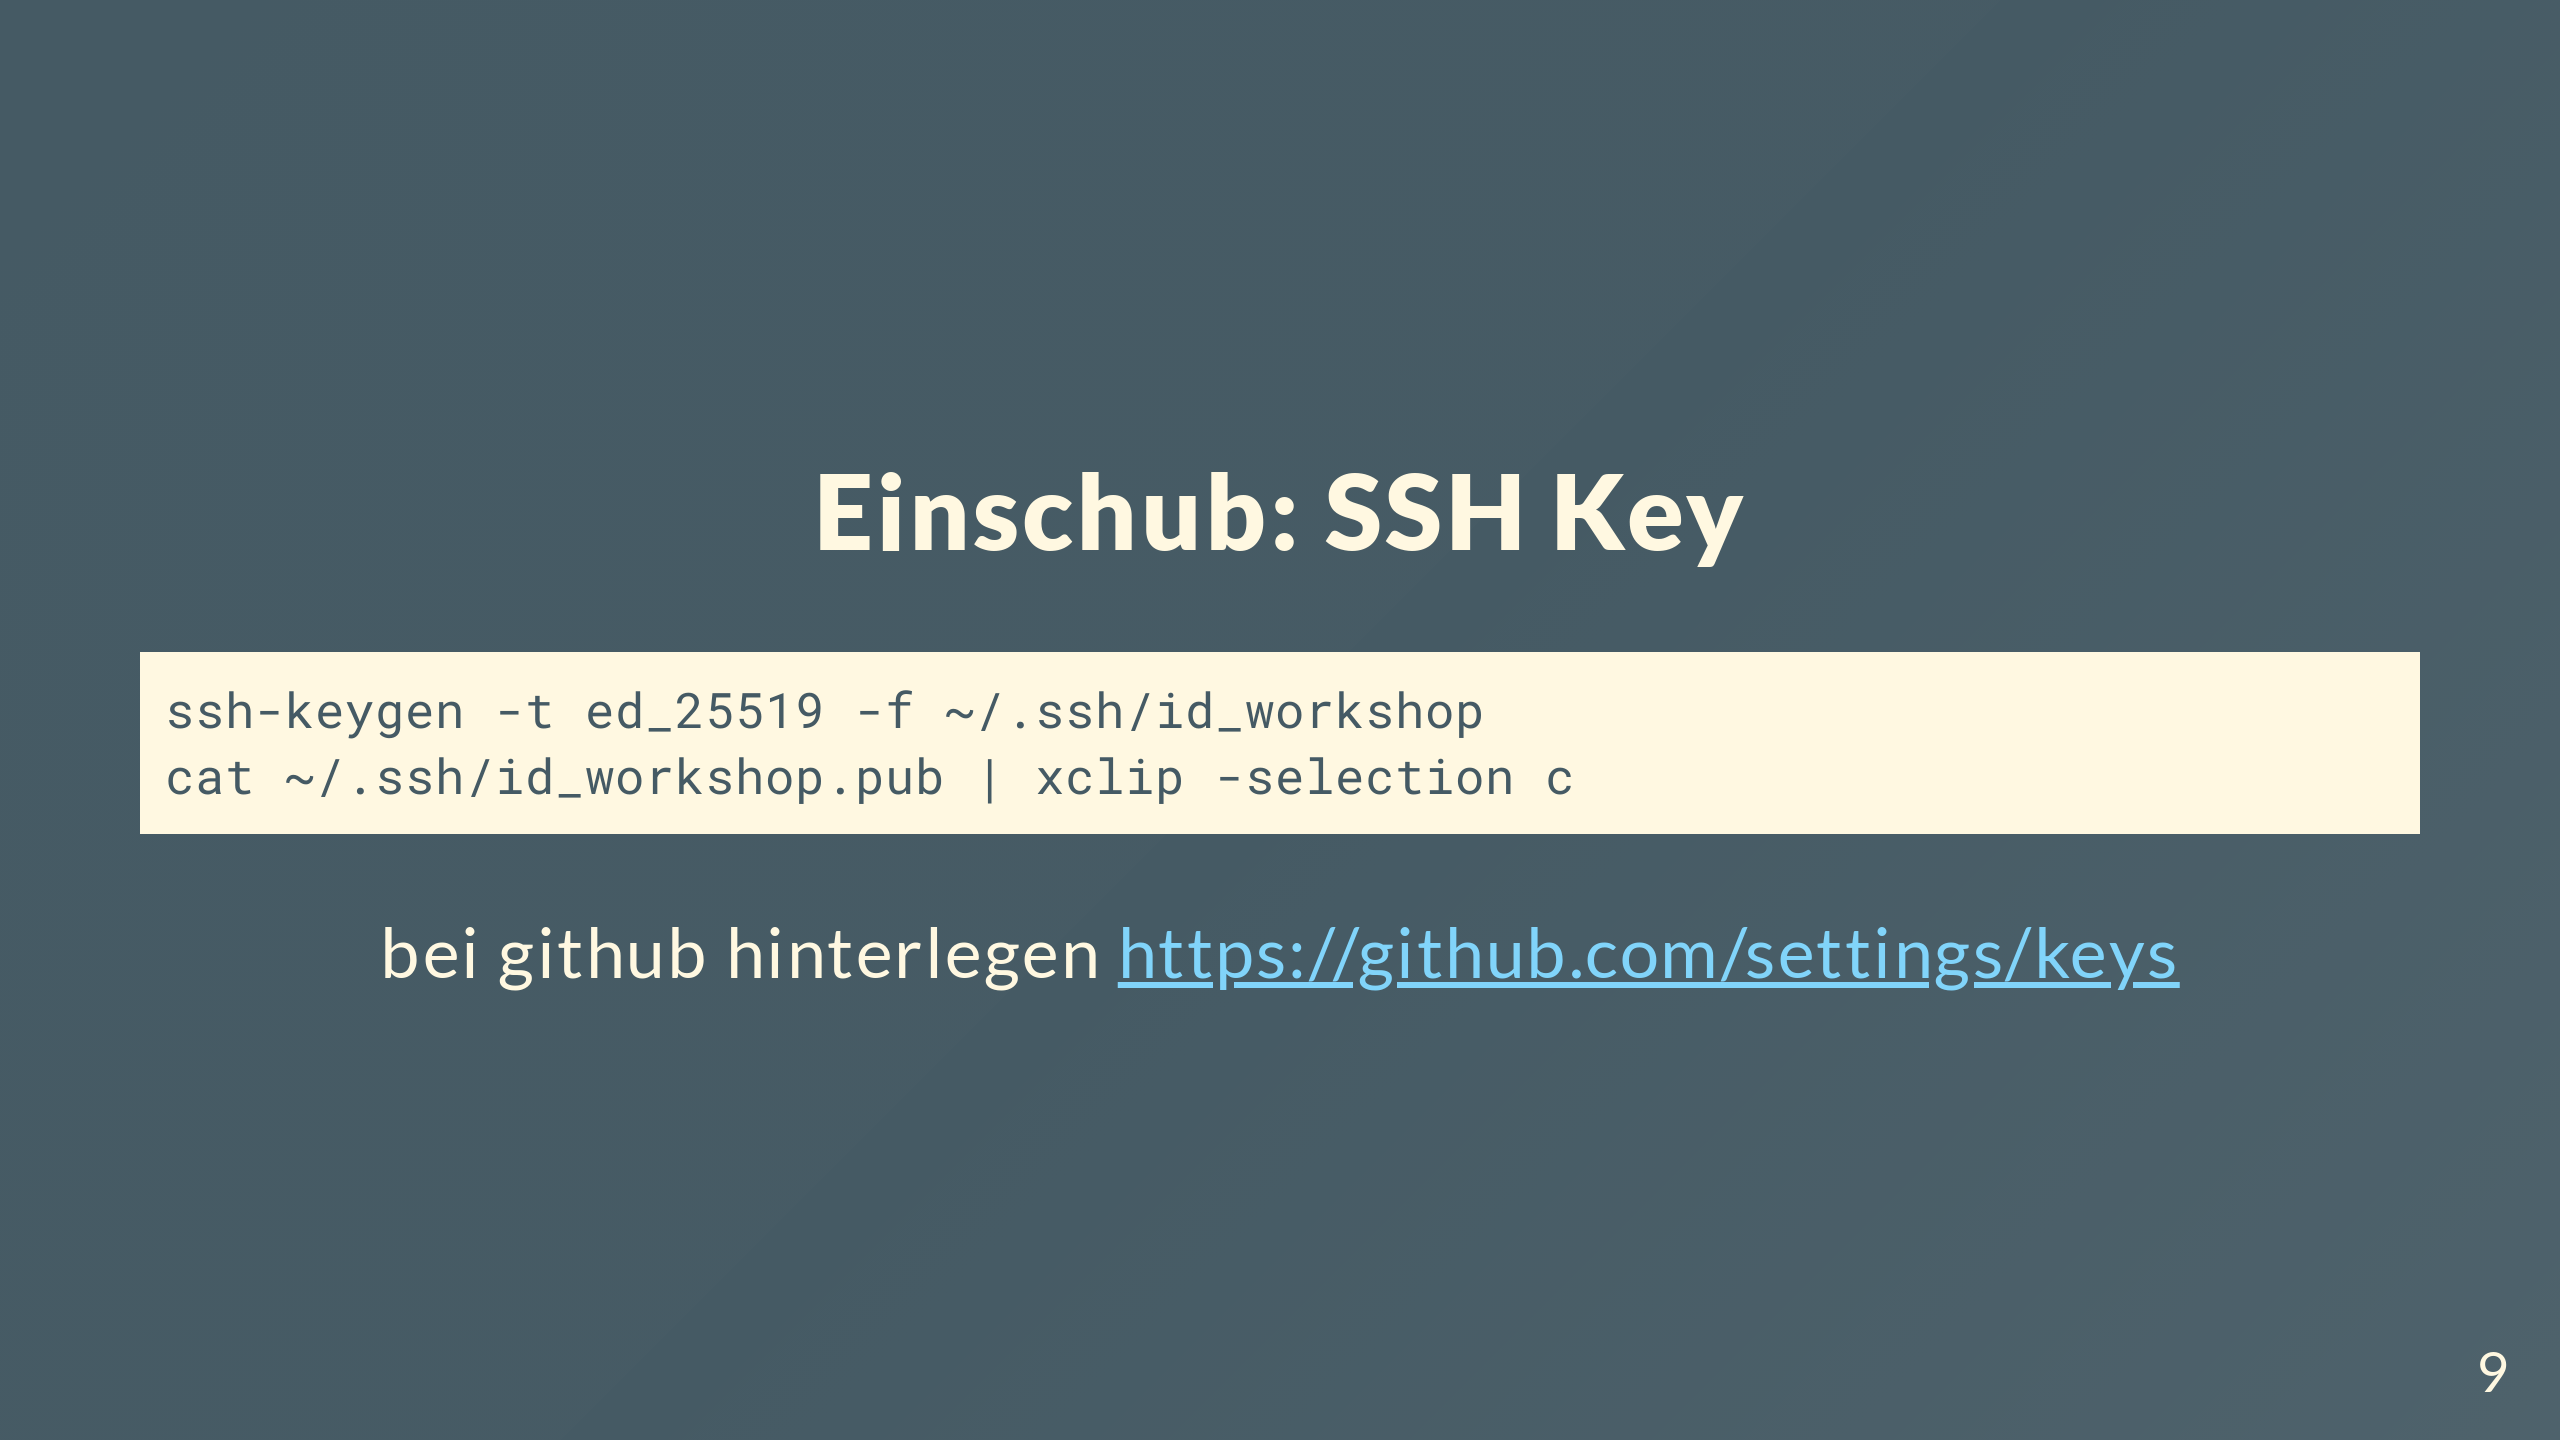 Einschub: SSH Key
ssh-keygen -t ed_25519 -f ~/.ssh/id_workshop
cat ~/.ssh/id_workshop.pub | xclip -selection c
bei github hinterlegen https://github.com/settings/keys
9